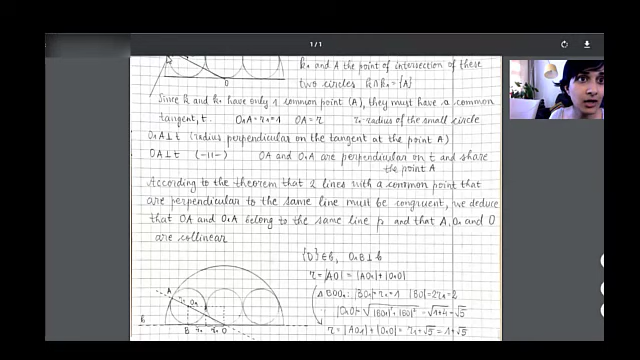 1/1
k₁ and A the point of intersection of these
two circles k∩k₁ = {A}
Since k and k₁ have only 1 common point (A), they must have a common
tangent, t. O₁A = r₁ = 1 OA = r r₁-radius of the small circle
O₁A⊥t (radius perpendicular on the tangent at the point A)
OA⊥t (-11-) OA and O₁A are perpendicular on t and share
the point A
According to the theorem that 2 lines with a common point that
are perpendicular to the same line must be congruent, we deduce
that OA and O₁A belong to the same line p and that A, O₁ and O
are collinear
{O}∈b, O₁B⊥b
r = |AO| = |AO₁| + |O₁O|
△BOO₁: |BO₁| = r₁ = 1 |BO| = 2r₁ = 2
|O₁O| = √|BO₁|² + |BO|² = √1+4 = √5
r = |AO₁| + |O₁O| = r₁ + √5 = 1 + √5
A
O₁
b
B
r₁
r₁
O
O